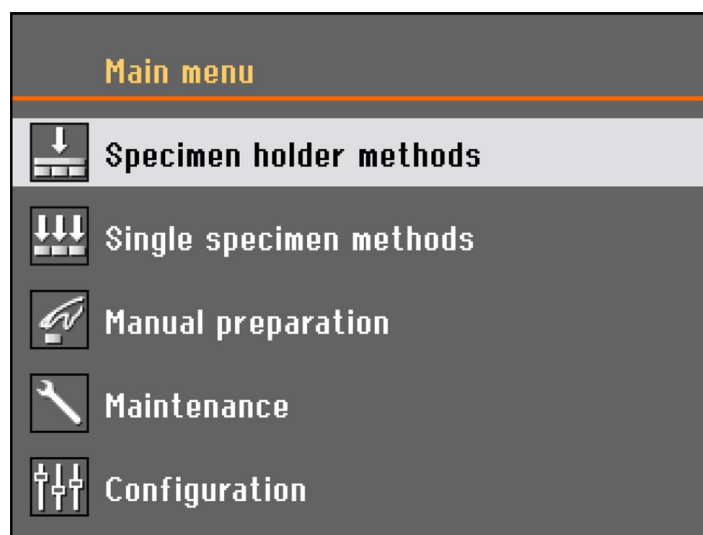 Main menu
Specimen holder methods
Single specimen methods
Manual preparation
Maintenance
Configuration